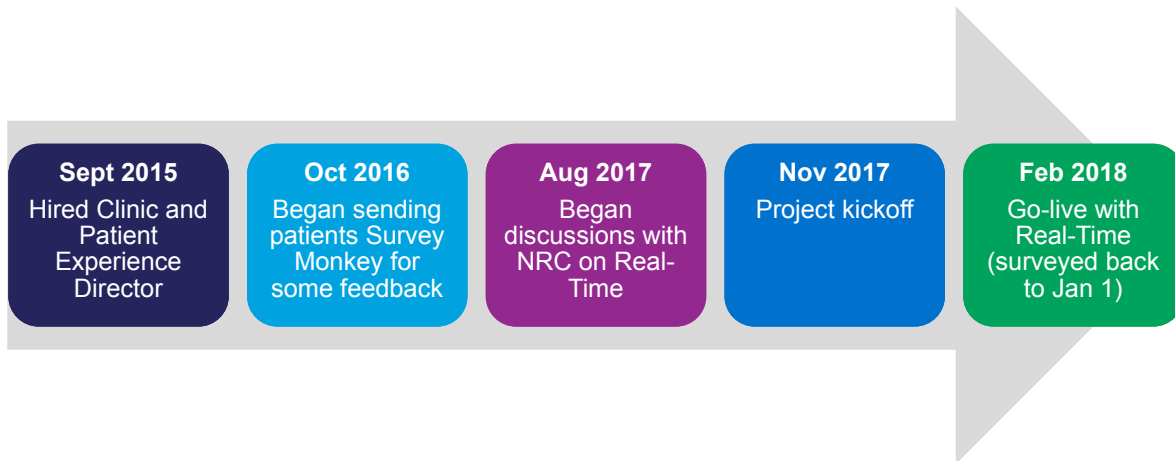 Sept 2015
Hired Clinic and
Patient
Experience
Director
Oct 2016
Began sending
patients Survey
Monkey for
some feedback
Aug 2017
Began
discussions with
NRC on Real-
Time
Nov 2017
Project kickoff
Feb 2018
Go-live with
Real-Time
(surveyed back
to Jan 1)